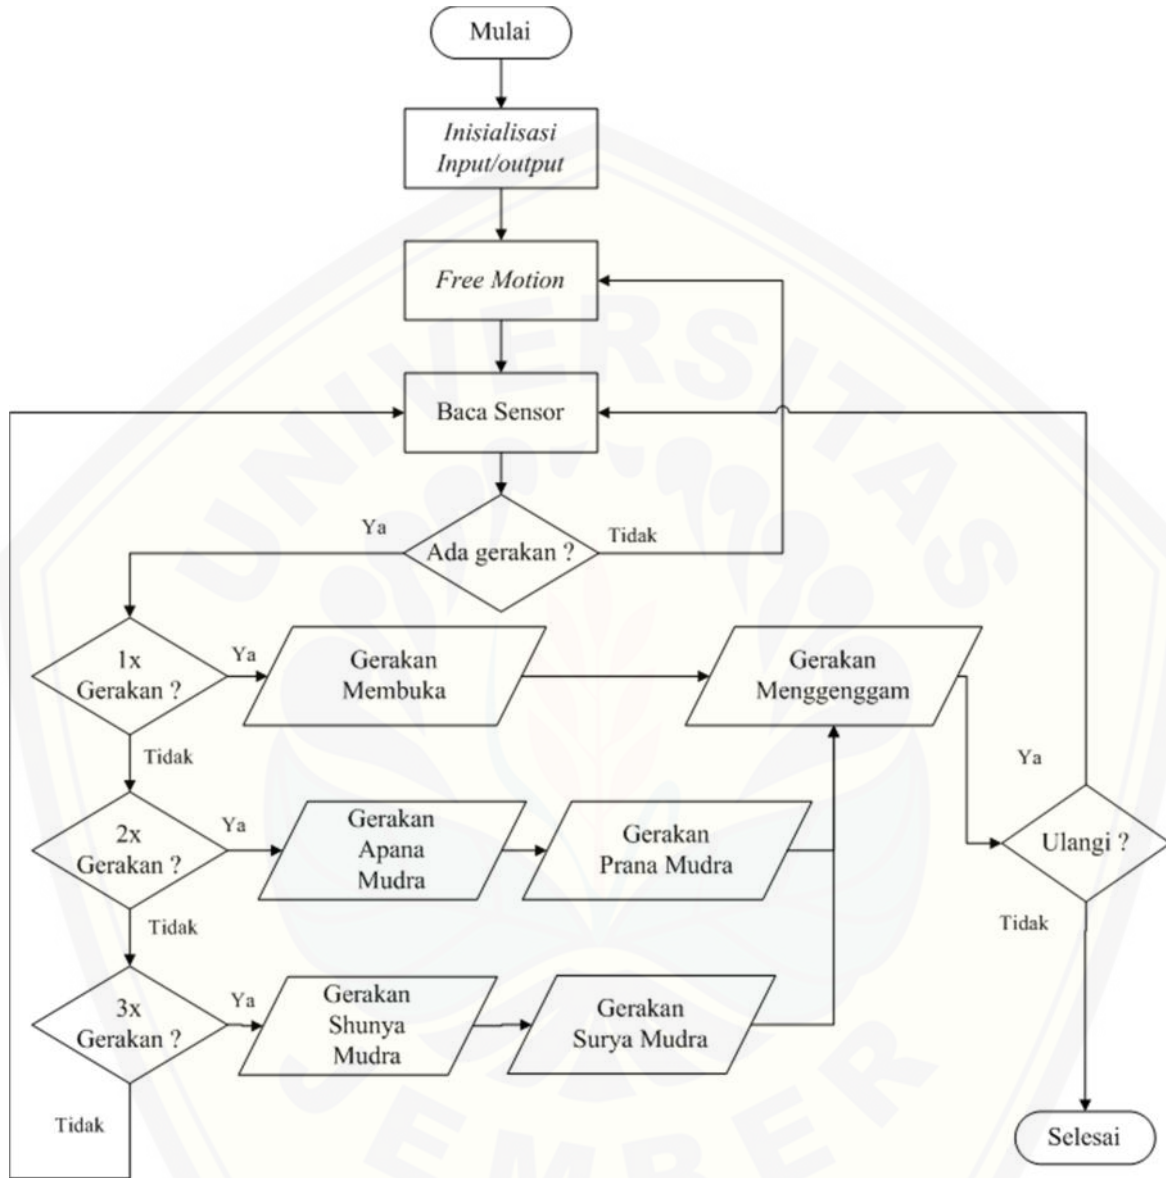 Mulai
Inisialisasi
Input/output
Free Motion
Baca Sensor
Ya
Ada gerakan ?
Tidak
1x
Gerakan ?
Ya
Gerakan
Membuka
Gerakan
Menggenggam
Tidak
Ya
2x
Gerakan ?
Ya
Gerakan
Apana
Mudra
Gerakan
Prana Mudra
Ulangi ?
Tidak
Tidak
3x
Gerakan ?
Ya
Gerakan
Shunya
Mudra
Gerakan
Surya Mudra
Tidak
Selesai
UNIVERSITAS
JEMBER